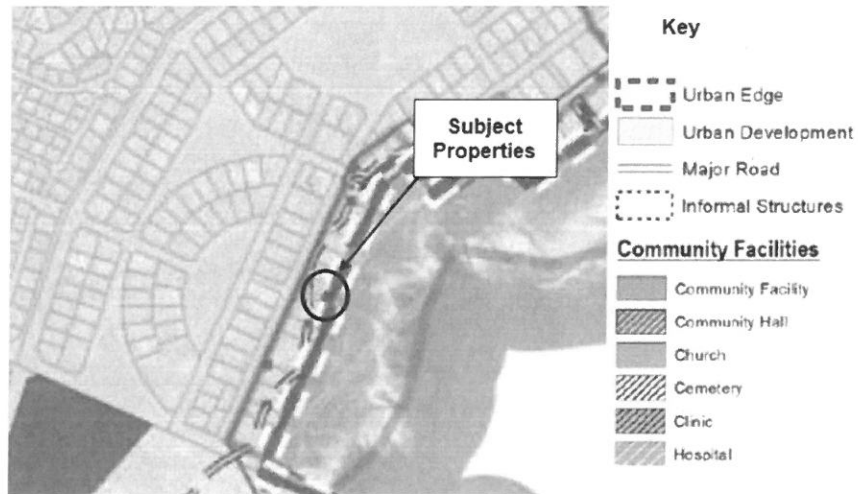 Subject
Properties
Key
Urban Edge
Urban Development
Major Road
Informal Structures
Community Facilities
Community Facility
Community Hall
Church
Cemetery
Clinic
Hospital